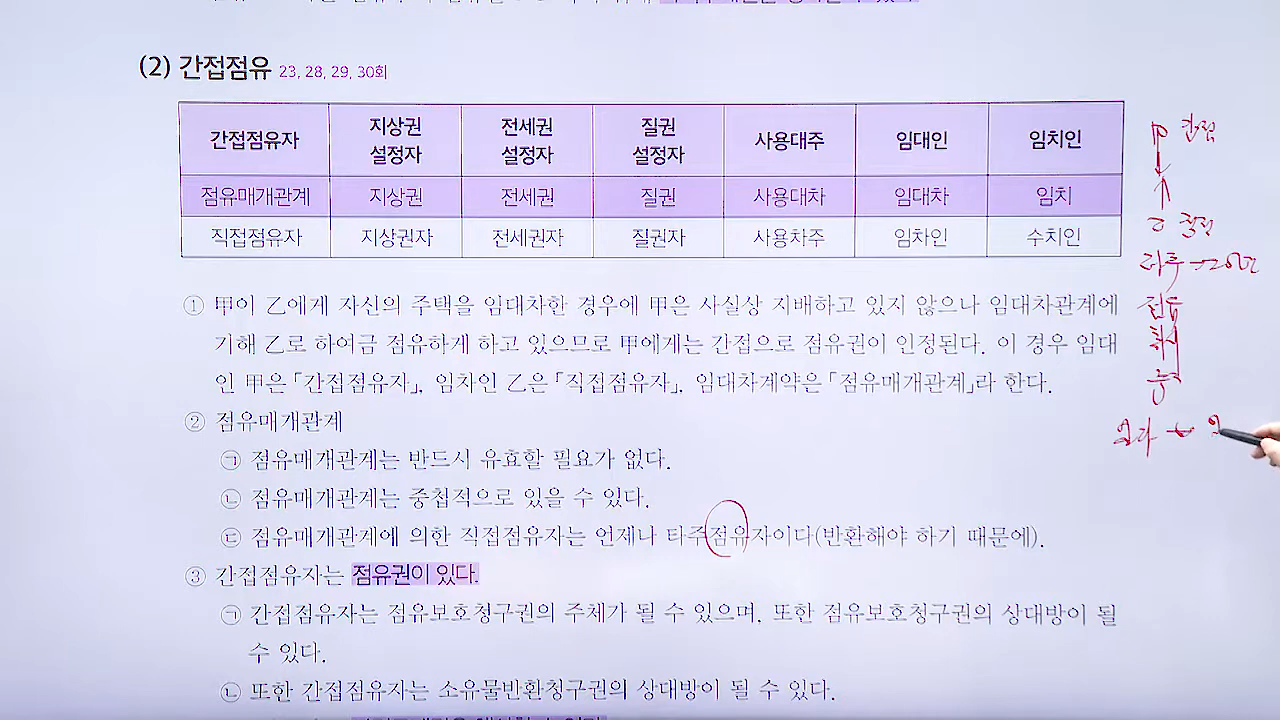 (2) 간접점유 23, 28, 29, 30회
간접점유자 지상권 설정자 전세권 설정자 질권 설정자 사용대주 임대인 임치인
점유매개관계 지상권 전세권 질권 사용대차 임대차 임치
직접점유자 지상권자 전세권자 질권자 사용차주 임차인 수치인
① 甲이 乙에게 자신의 주택을 임대차한 경우에 甲은 사실상 지배하고 있지 않으나 임대차관계에
기해 乙로 하여금 점유하게 하고 있으므로 甲에게는 간접으로 점유권이 인정된다. 이 경우 임대
인 甲은 「간접점유자」, 임차인 乙은 「직접점유자」, 임대차계약은 「점유매개관계」라 한다.
② 점유매개관계
㉠ 점유매개관계는 반드시 유효할 필요가 없다.
㉡ 점유매개관계는 중첩적으로 있을 수 있다.
㉢ 점유매개관계에 의한 직접점유자는 언제나 타주점유자이다(반환해야 하기 때문에).
③ 간접점유자는 점유권이 있다.
㉠ 간접점유자는 점유보호청구권의 주체가 될 수 있으며, 또한 점유보호청구권의 상대방이 될
수 있다.
㉡ 또한 간접점유자는 소유물반환청구권의 상대방이 될 수 있다.